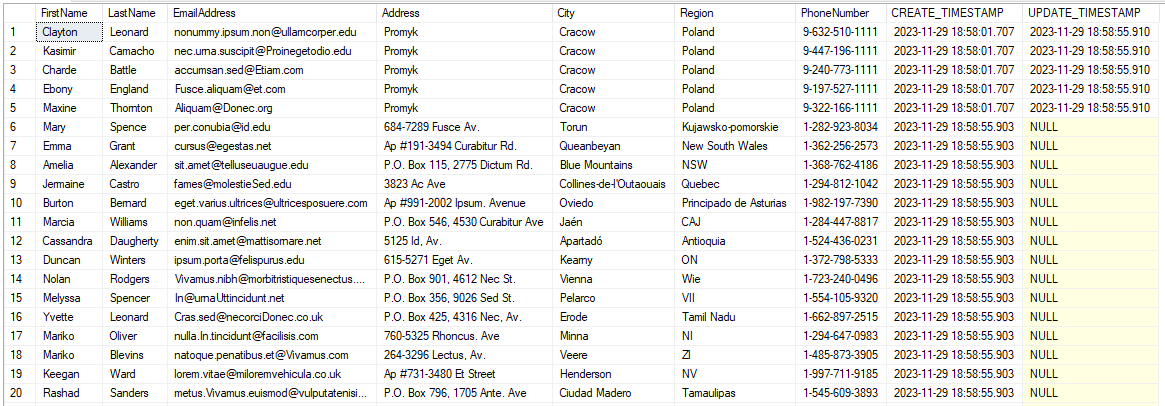 FirstName LastName EmailAddress Address City Region PhoneNumber CREATE_TIMESTAMP UPDATE_TIMESTAMP
1 Clayton Leonard nonummy.ipsum.non@ullamcorper.edu Promyk Cracow Poland 9-632-510-1111 2023-11-29 18:58:01.707 2023-11-29 18:58:55.910
2 Kasimir Camacho nec.urna.suscipit@Proinegetodio.edu Promyk Cracow Poland 9-447-196-1111 2023-11-29 18:58:01.707 2023-11-29 18:58:55.910
3 Charde Battle accumsan.sed@Etiam.com Promyk Cracow Poland 9-240-773-1111 2023-11-29 18:58:01.707 2023-11-29 18:58:55.910
4 Ebony England Fusce.aliquam@et.com Promyk Cracow Poland 9-197-527-1111 2023-11-29 18:58:01.707 2023-11-29 18:58:55.910
5 Maxine Thornton Aliquam@Donec.org Promyk Cracow Poland 9-322-166-1111 2023-11-29 18:58:01.707 2023-11-29 18:58:55.910
6 Mary Spence per.conubia@id.edu 684-7289 Fusce Av. Torun Kujawsko-pomorskie 1-282-923-8034 2023-11-29 18:58:55.903 NULL
7 Emma Grant cursus@egestas.net Ap #191-3494 Curabitur Rd. Queanbeyan New South Wales 1-362-256-2573 2023-11-29 18:58:55.903 NULL
8 Amelia Alexander sit.amet@telluseuaugue.edu P.O. Box 115, 2775 Dictum Rd. Blue Mountains NSW 1-368-762-4186 2023-11-29 18:58:55.903 NULL
9 Jermaine Castro fames@molestieSed.edu 3823 Ac Ave Collines-de-l'Outaouais Quebec 1-294-812-1042 2023-11-29 18:58:55.903 NULL
10 Burton Bernard eget.varius.ultrices@ultricesposuere.com Ap #991-2002 Ipsum. Avenue Oviedo Principado de Asturias 1-982-197-7390 2023-11-29 18:58:55.903 NULL
11 Marcia Williams non.quam@infelis.net P.O. Box 546, 4530 Curabitur Ave Jaén CAJ 1-284-447-8817 2023-11-29 18:58:55.903 NULL
12 Cassandra Daugherty enim.sit.amet@mattisornare.net 5125 Id, Av. Apartadó Antioquia 1-524-436-0231 2023-11-29 18:58:55.903 NULL
13 Duncan Winters ipsum.porta@felispurus.edu 615-5271 Eget Av. Kearny ON 1-372-798-5333 2023-11-29 18:58:55.903 NULL
14 Nolan Rodgers Vivamus.nibh@morbitristiquesenectus.... P.O. Box 901, 4612 Nec St. Vienna Wie 1-723-240-0496 2023-11-29 18:58:55.903 NULL
15 Melyssa Spencer In@urnaUttincidunt.net P.O. Box 356, 9026 Sed St. Pelarco VII 1-554-105-9320 2023-11-29 18:58:55.903 NULL
16 Yvette Leonard Cras.sed@necorciDonec.co.uk P.O. Box 425, 4316 Nec, Av. Erode Tamil Nadu 1-662-897-2515 2023-11-29 18:58:55.903 NULL
17 Mariko Oliver nulla.In.tincidunt@facilisis.com 760-5325 Rhoncus. Ave Minna NI 1-294-647-0983 2023-11-29 18:58:55.903 NULL
18 Mariko Blevins natoque.penatibus.et@Vivamus.com 264-3296 Lectus, Av. Veere ZI 1-485-873-3905 2023-11-29 18:58:55.903 NULL
19 Keegan Ward lorem.vitae@miloremvehicula.co.uk Ap #731-3480 Et Street Henderson NV 1-997-711-9185 2023-11-29 18:58:55.903 NULL
20 Rashad Sanders metus.Vivamus.euismod@vulputatenisi... P.O. Box 796, 1705 Ante. Ave Ciudad Madero Tamaulipas 1-545-609-3893 2023-11-29 18:58:55.903 NULL